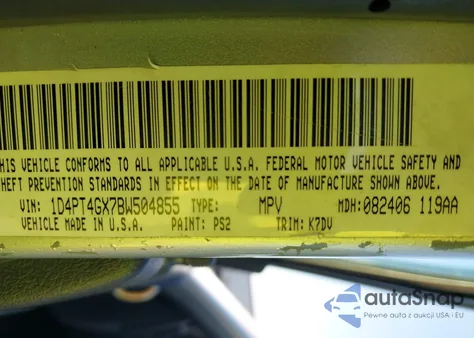 THIS VEHICLE CONFORMS TO ALL APPLICABLE U.S.A. FEDERAL MOTOR VEHICLE SAFETY AND
THEFT PREVENTION STANDARDS IN EFFECT ON THE DATE OF MANUFACTURE SHOWN ABOVE.
VIN: 1D4PT4GX7BW504855 TYPE: MPV MDH: 082406 119AA
VEHICLE MADE IN U.S.A. PAINT: PS2 TRIM: K7DV
autoSnap
Pewne auta z aukcji USA i EU